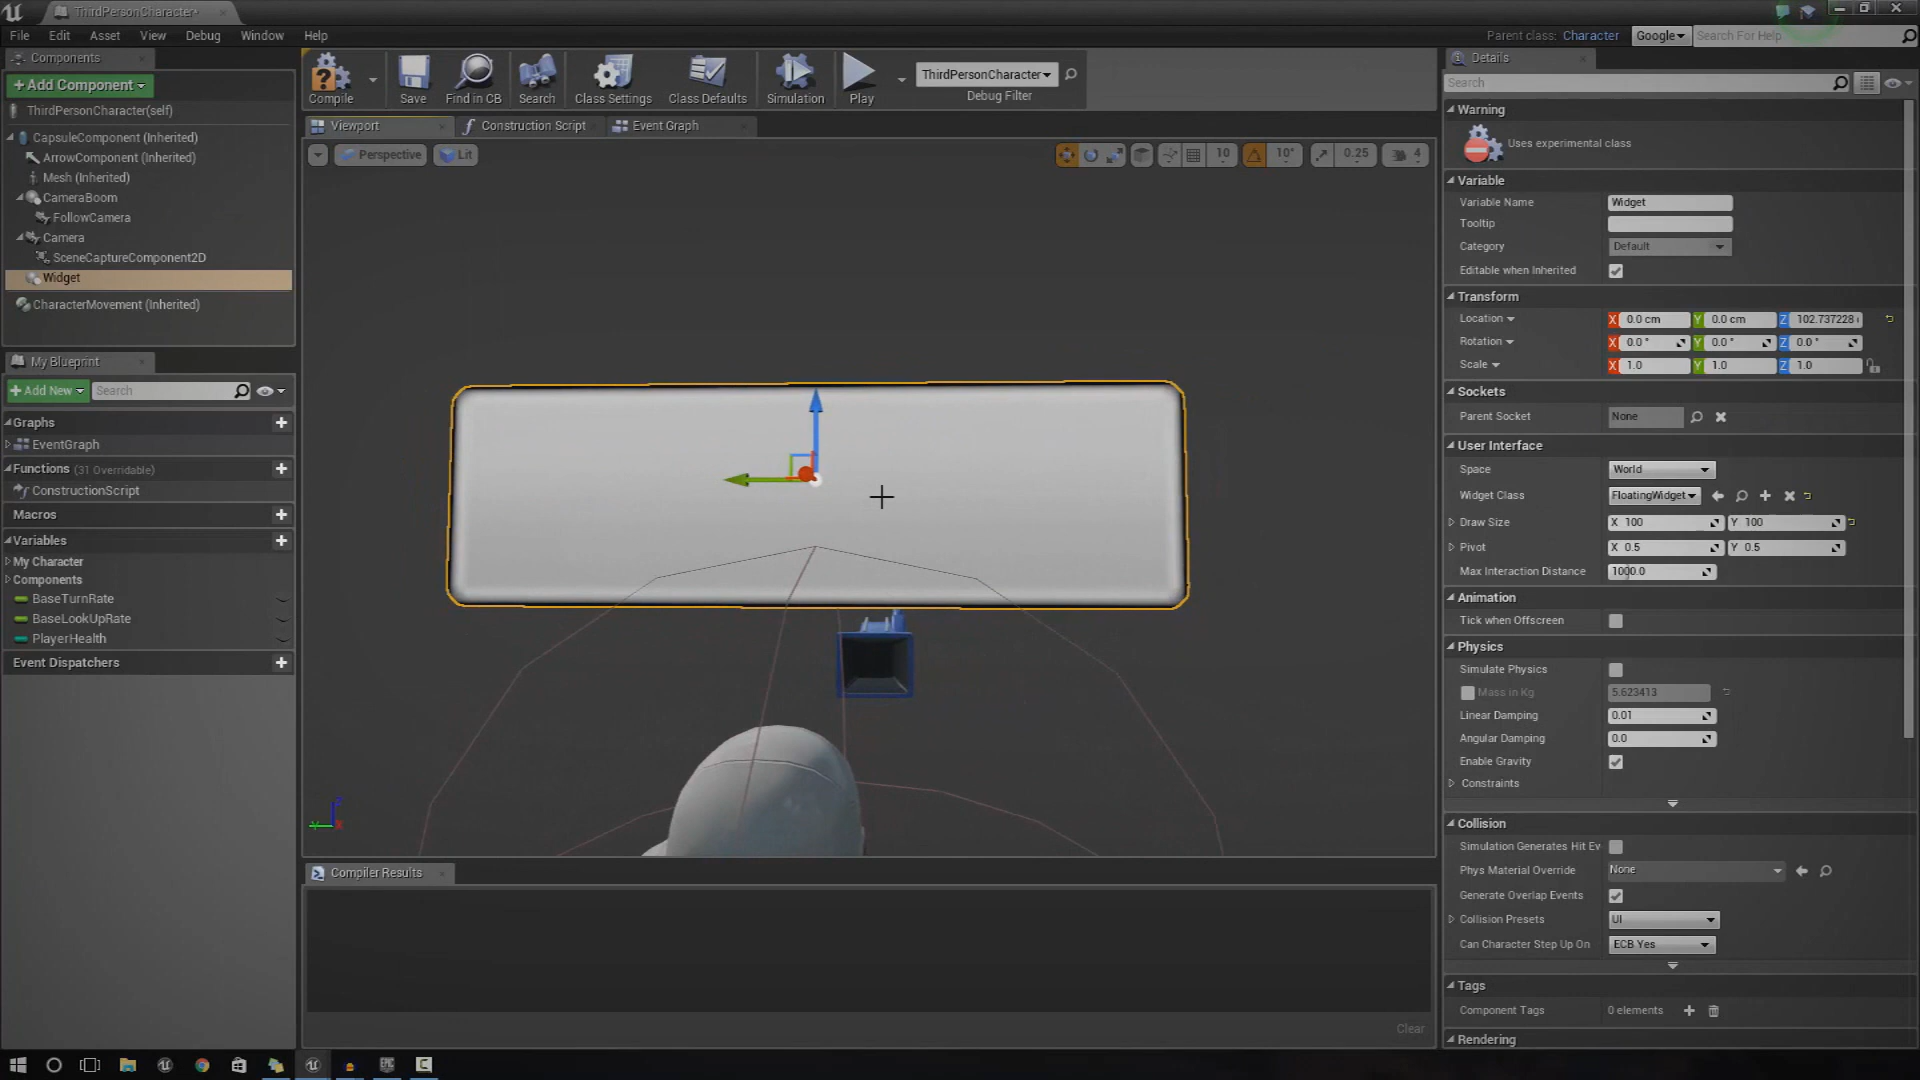 ThirdPersonCharacter*
File Edit Asset View Debug Window Help
Parent class: Character Google Search For Help
Components
+Add Component
ThirdPersonCharacter(self)
CapsuleComponent (Inherited)
ArrowComponent (Inherited)
Mesh (Inherited)
CameraBoom
FollowCamera
Camera
SceneCaptureComponent2D
Widget
CharacterMovement (Inherited)
My Blueprint
+Add New Search
Graphs
EventGraph
Functions (31 Overridable)
ConstructionScript
Macros
Variables
My Character
Components
BaseTurnRate
BaseLookUpRate
PlayerHealth
Event Dispatchers
Compile Save Find in CB Search Class Settings Class Defaults Simulation Play
ThirdPersonCharacter
Debug Filter
Viewport Construction Script Event Graph
Perspective Lit 10 10° 0.25 4
Compiler Results
Clear
Details
Search
Warning
Uses experimental class
Variable
Variable Name Widget
Tooltip
Category Default
Editable when Inherited
Transform
Location X 0.0 cm Y 0.0 cm Z 102.737228
Rotation X 0.0 ° Y 0.0 ° Z 0.0 °
Scale X 1.0 Y 1.0 Z 1.0
Sockets
Parent Socket None
User Interface
Space World
Widget Class FloatingWidget
Draw Size X 100 Y 100
Pivot X 0.5 Y 0.5
Max Interaction Distance 1000.0
Animation
Tick when Offscreen
Physics
Simulate Physics
Mass in Kg 5.623413
Linear Damping 0.01
Angular Damping 0.0
Enable Gravity
Constraints
Collision
Simulation Generates Hit Ev
Phys Material Override None
Generate Overlap Events
Collision Presets UI
Can Character Step Up On ECB Yes
Tags
Component Tags 0 elements
Rendering
EPIC